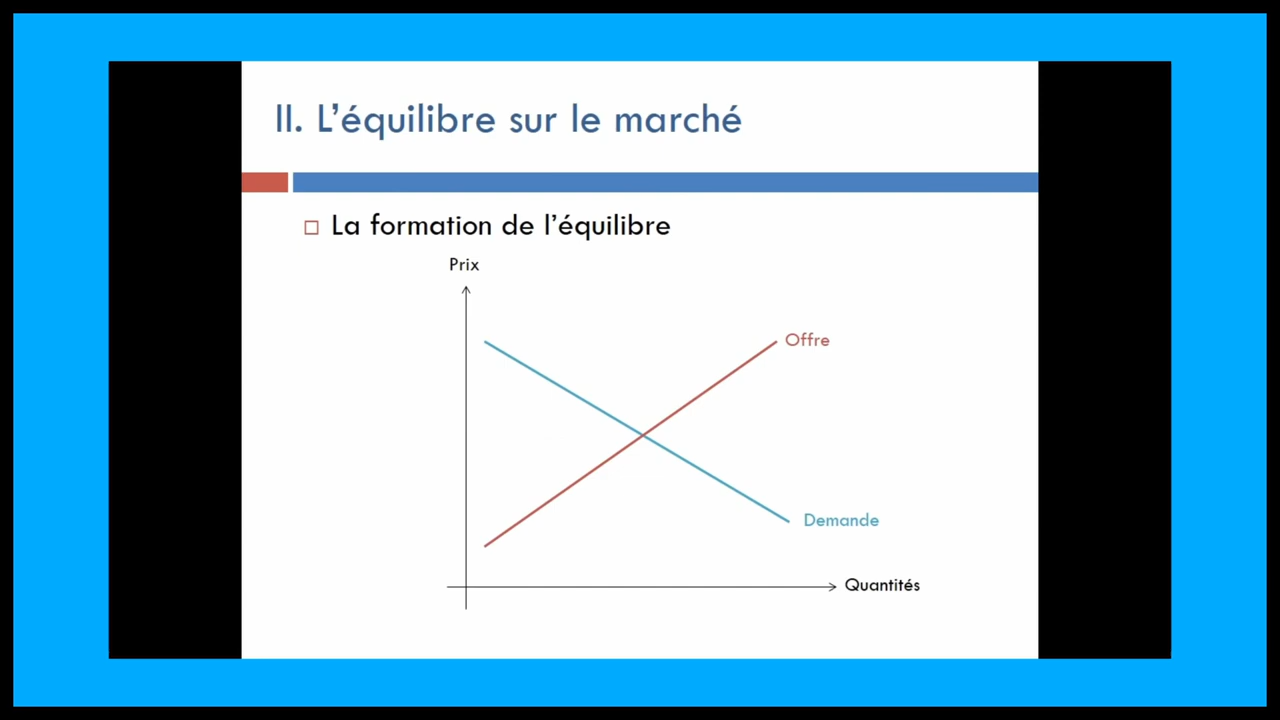 II. L’équilibre sur le marché
La formation de l’équilibre
Prix
Offre
Demande
Quantités